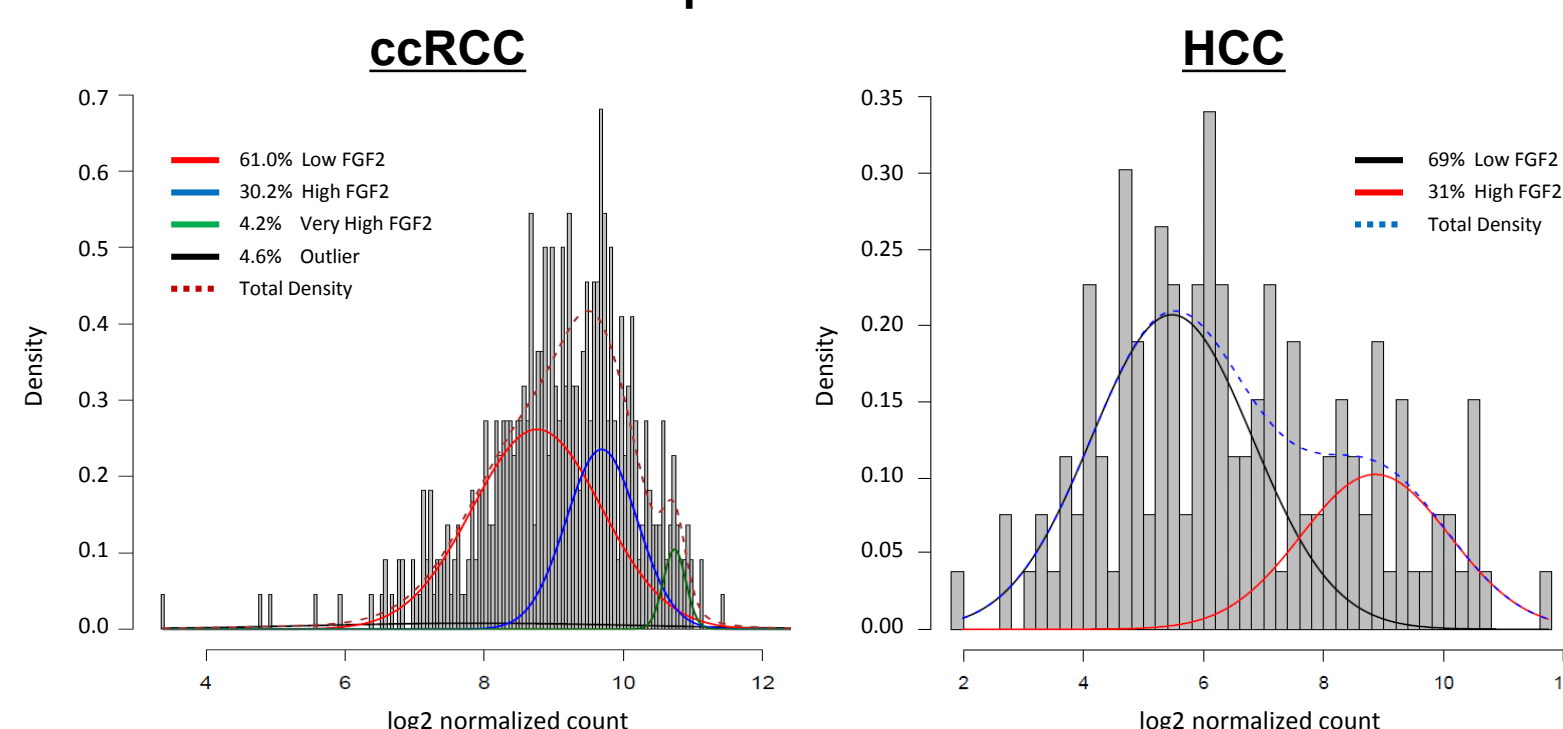 ccRCC
0.7
0.6
0.5
0.4
0.3
0.2
0.1
0.0
Density
61.0% Low FGF2
30.2% High FGF2
4.2% Very High FGF2
4.6% Outlier
Total Density
4 6 8 10 12
log2 normalized count
HCC
0.35
0.30
0.25
0.20
0.15
0.10
0.05
0.00
Density
69% Low FGF2
31% High FGF2
Total Density
2 4 6 8 10
log2 normalized count